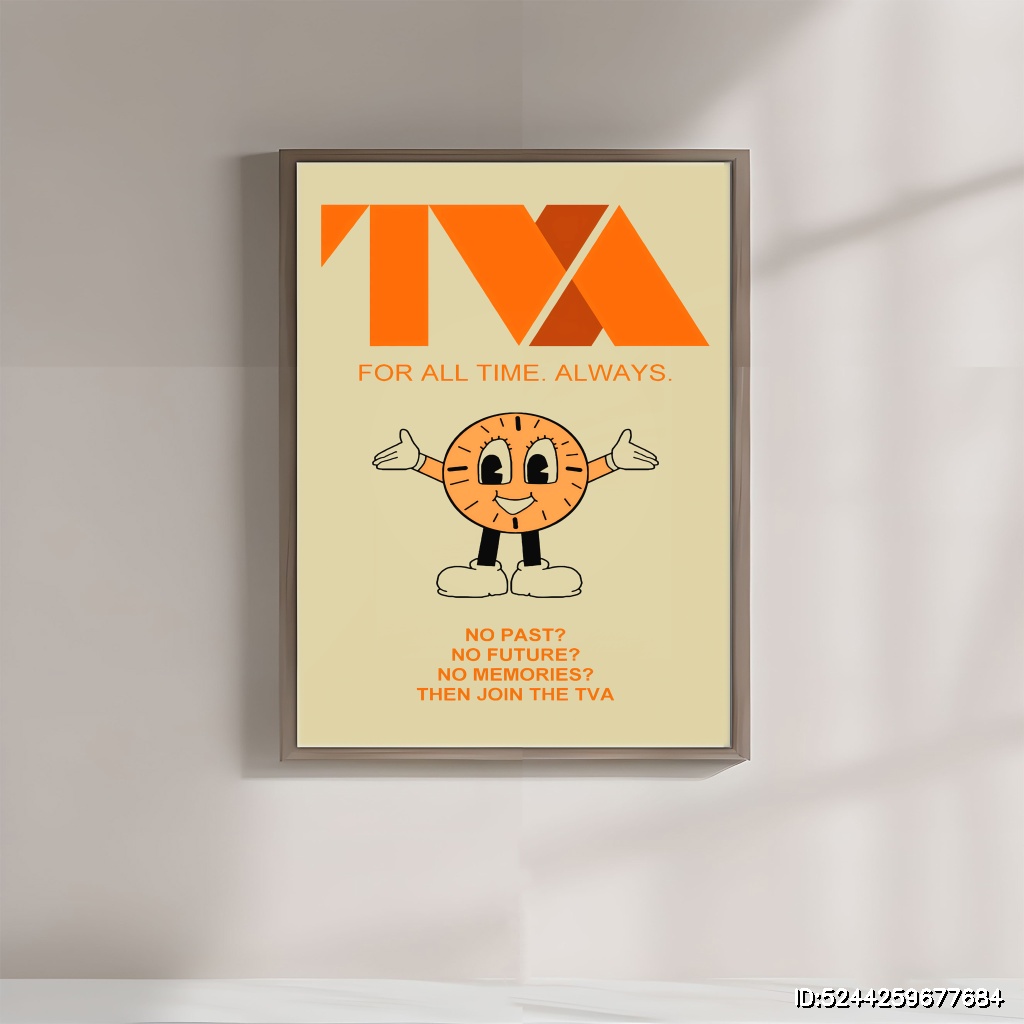 TVA
FOR ALL TIME. ALWAYS.
NO PAST?
NO FUTURE?
NO MEMORIES?
THEN JOIN THE TVA
ID:5244259677684